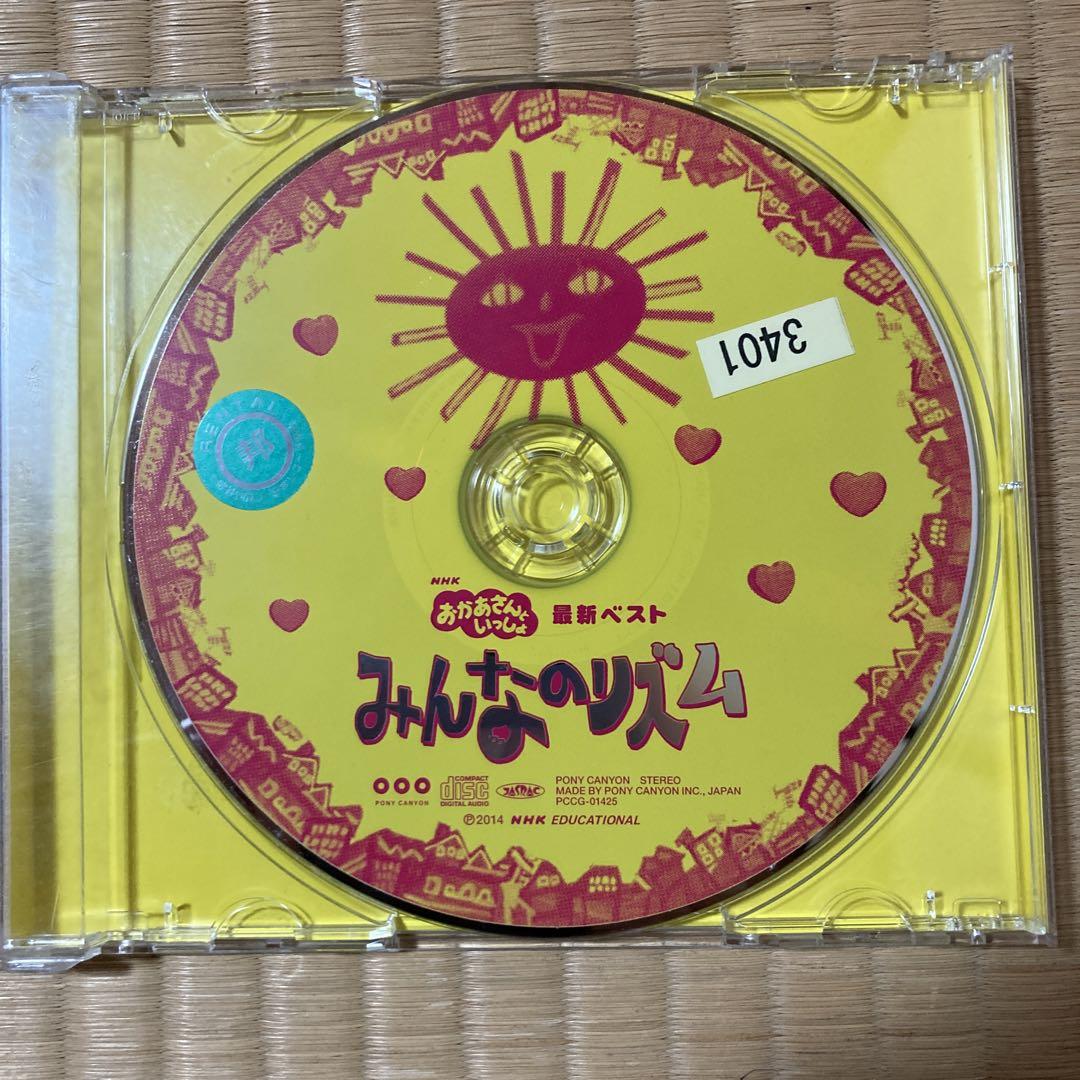 3401
RENTAL
NHK
おかあさんと
いっしょ
最新ベスト
みんなのリズム
PONY CANYON
COMPACT
disc
DIGITAL AUDIO
JASRAC
PONY CANYON STEREO
MADE BY PONY CANYON INC., JAPAN
PCCG-01425
℗2014 NHK EDUCATIONAL